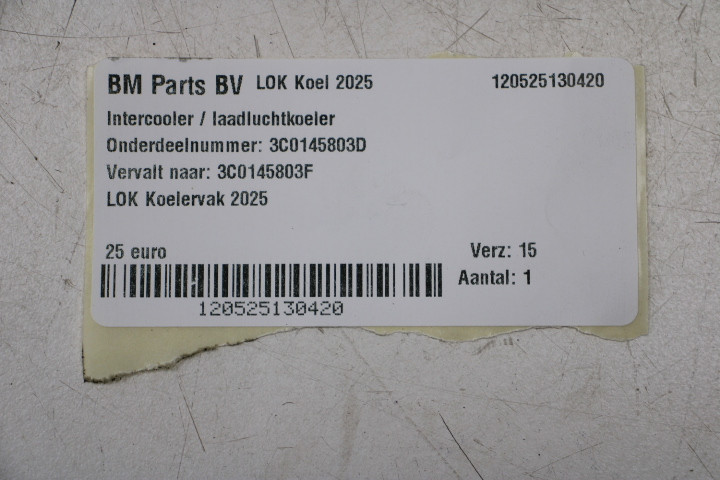 BM Parts BV LOK Koel 2025 120525130420
Intercooler / laadluchtkoeler
Onderdeelnummer: 3C0145803D
Vervalt naar: 3C0145803F
LOK Koelervak 2025
25 euro Verz: 15
Aantal: 1
120525130420